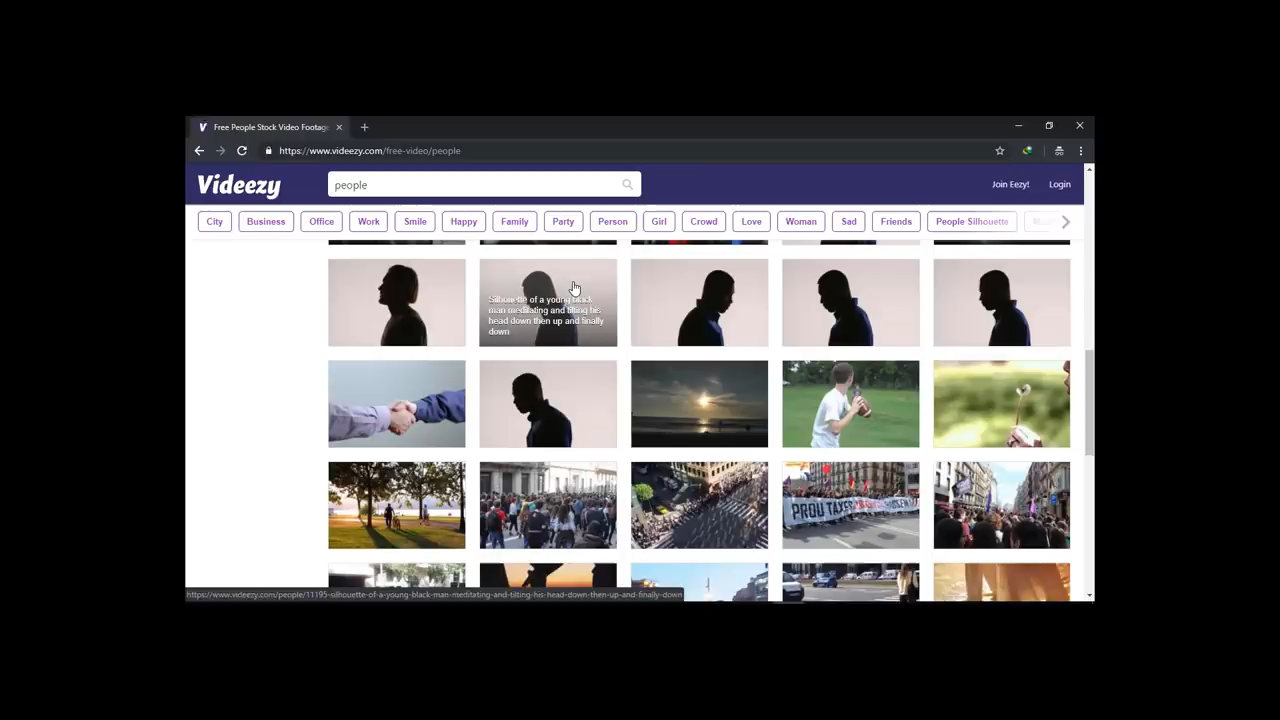 Free People Stock Video Footage
https://www.videezy.com/free-video/people
Videezy
people
Join Eezy!
Login
City
Business
Office
Work
Smile
Happy
Family
Party
Person
Girl
Crowd
Love
Woman
Sad
Friends
People Silhouette
Silhouette of a young black
man meditating and tilting his
head down then up and finally
down
PROU TAXES
https://www.videezy.com/people/11195-silhouette-of-a-young-black-man-meditating-and-tilting-his-head-down-then-up-and-finally-down